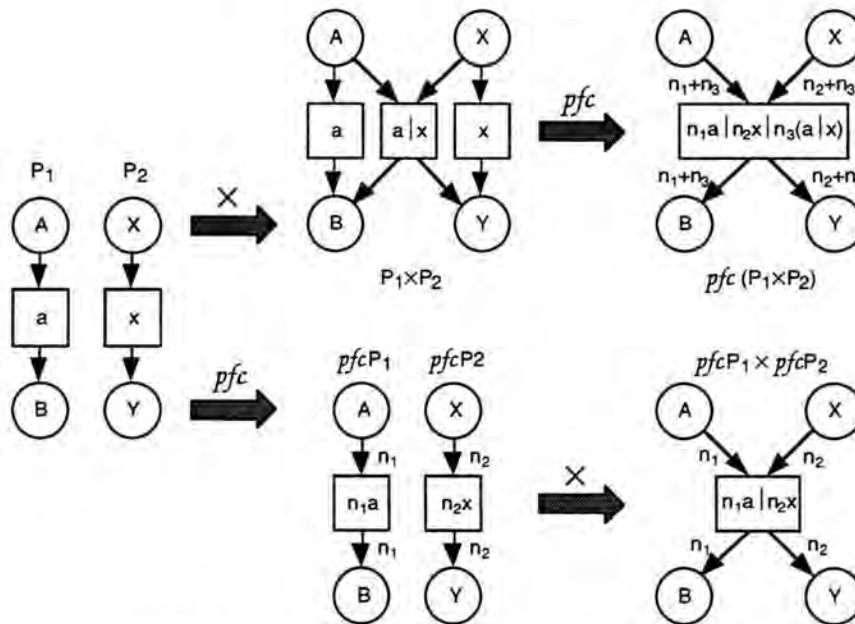 P₁ P₂
A X
a x
B Y
×
A X
a a|x x
B Y
P₁×P₂
pfc
A X
n₁+n₃ n₂+n₃
n₁a|n₂x|n₃(a|x)
n₁+n₃ n₂+n
B Y
pfc (P₁×P₂)
pfc
pfcP₁ pfcP2
A X
n₁ n₂
n₁a n₂x
n₁ n₂
B Y
×
pfcP₁ × pfcP₂
A X
n₁ n₂
n₁a|n₂x
n₁ n₂
B Y